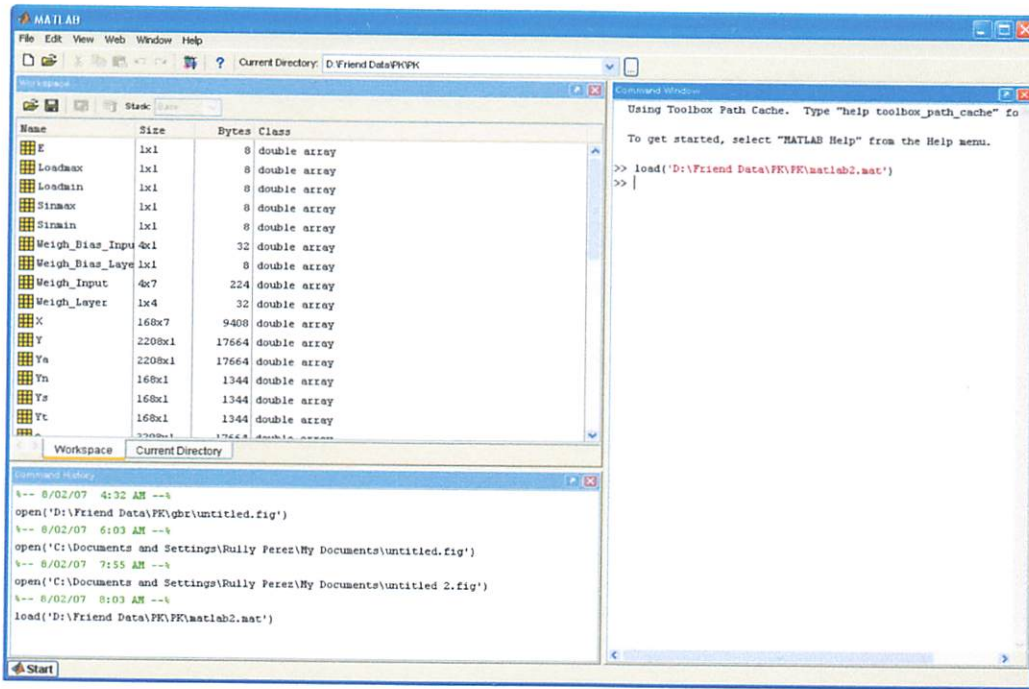 MATLAB
File Edit View Web Window Help
? Current Directory: D:\Friend Data\PK\PK
Workspace
Stack: Base
Name Size Bytes Class
E 1x1 8 double array
Loadmax 1x1 8 double array
Loadmin 1x1 8 double array
Sinmax 1x1 8 double array
Sinmin 1x1 8 double array
Weigh_Bias_Inpu 4x1 32 double array
Weigh_Bias_Laye 1x1 8 double array
Weigh_Input 4x7 224 double array
Weigh_Layer 1x4 32 double array
X 168x7 9408 double array
Y 2208x1 17664 double array
Ya 2208x1 17664 double array
Yn 168x1 1344 double array
Ys 168x1 1344 double array
Yt 168x1 1344 double array
2208x1 17664 double array
Workspace Current Directory
Command History
%-- 8/02/07 4:32 AM --%
open('D:\Friend Data\PK\gbr\untitled.fig')
%-- 8/02/07 6:03 AM --%
open('C:\Documents and Settings\Rully Perez\My Documents\untitled.fig')
%-- 8/02/07 7:55 AM --%
open('C:\Documents and Settings\Rully Perez\My Documents\untitled 2.fig')
%-- 8/02/07 8:03 AM --%
load('D:\Friend Data\PK\PK\matlab2.mat')
Start
Command Window
Using Toolbox Path Cache. Type "help toolbox_path_cache" fo
To get started, select "MATLAB Help" from the Help menu.
>> load('D:\Friend Data\PK\PK\matlab2.mat')
>>